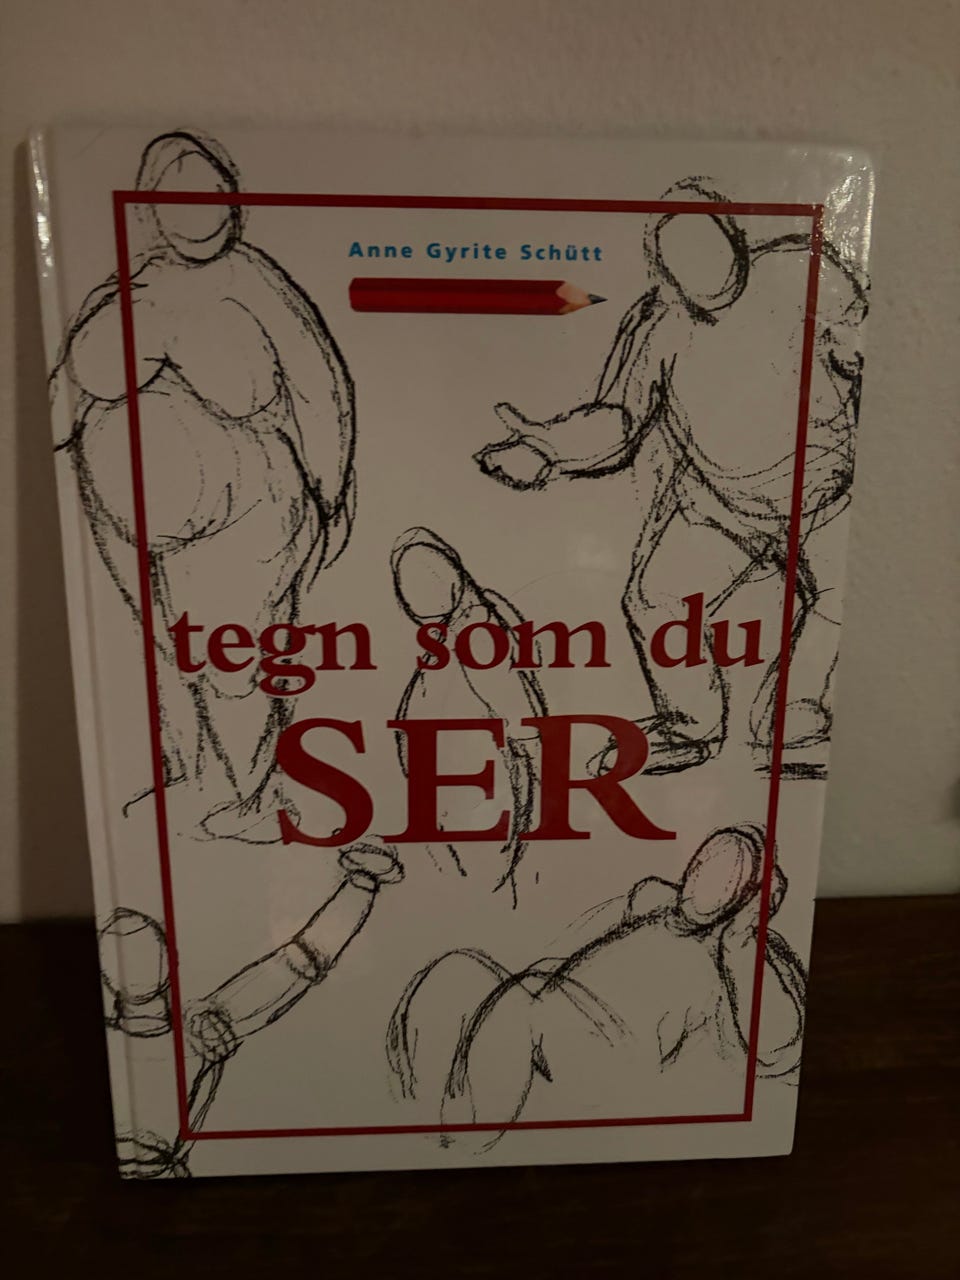 Anne Gyrite Schütt
tegn som du
SER